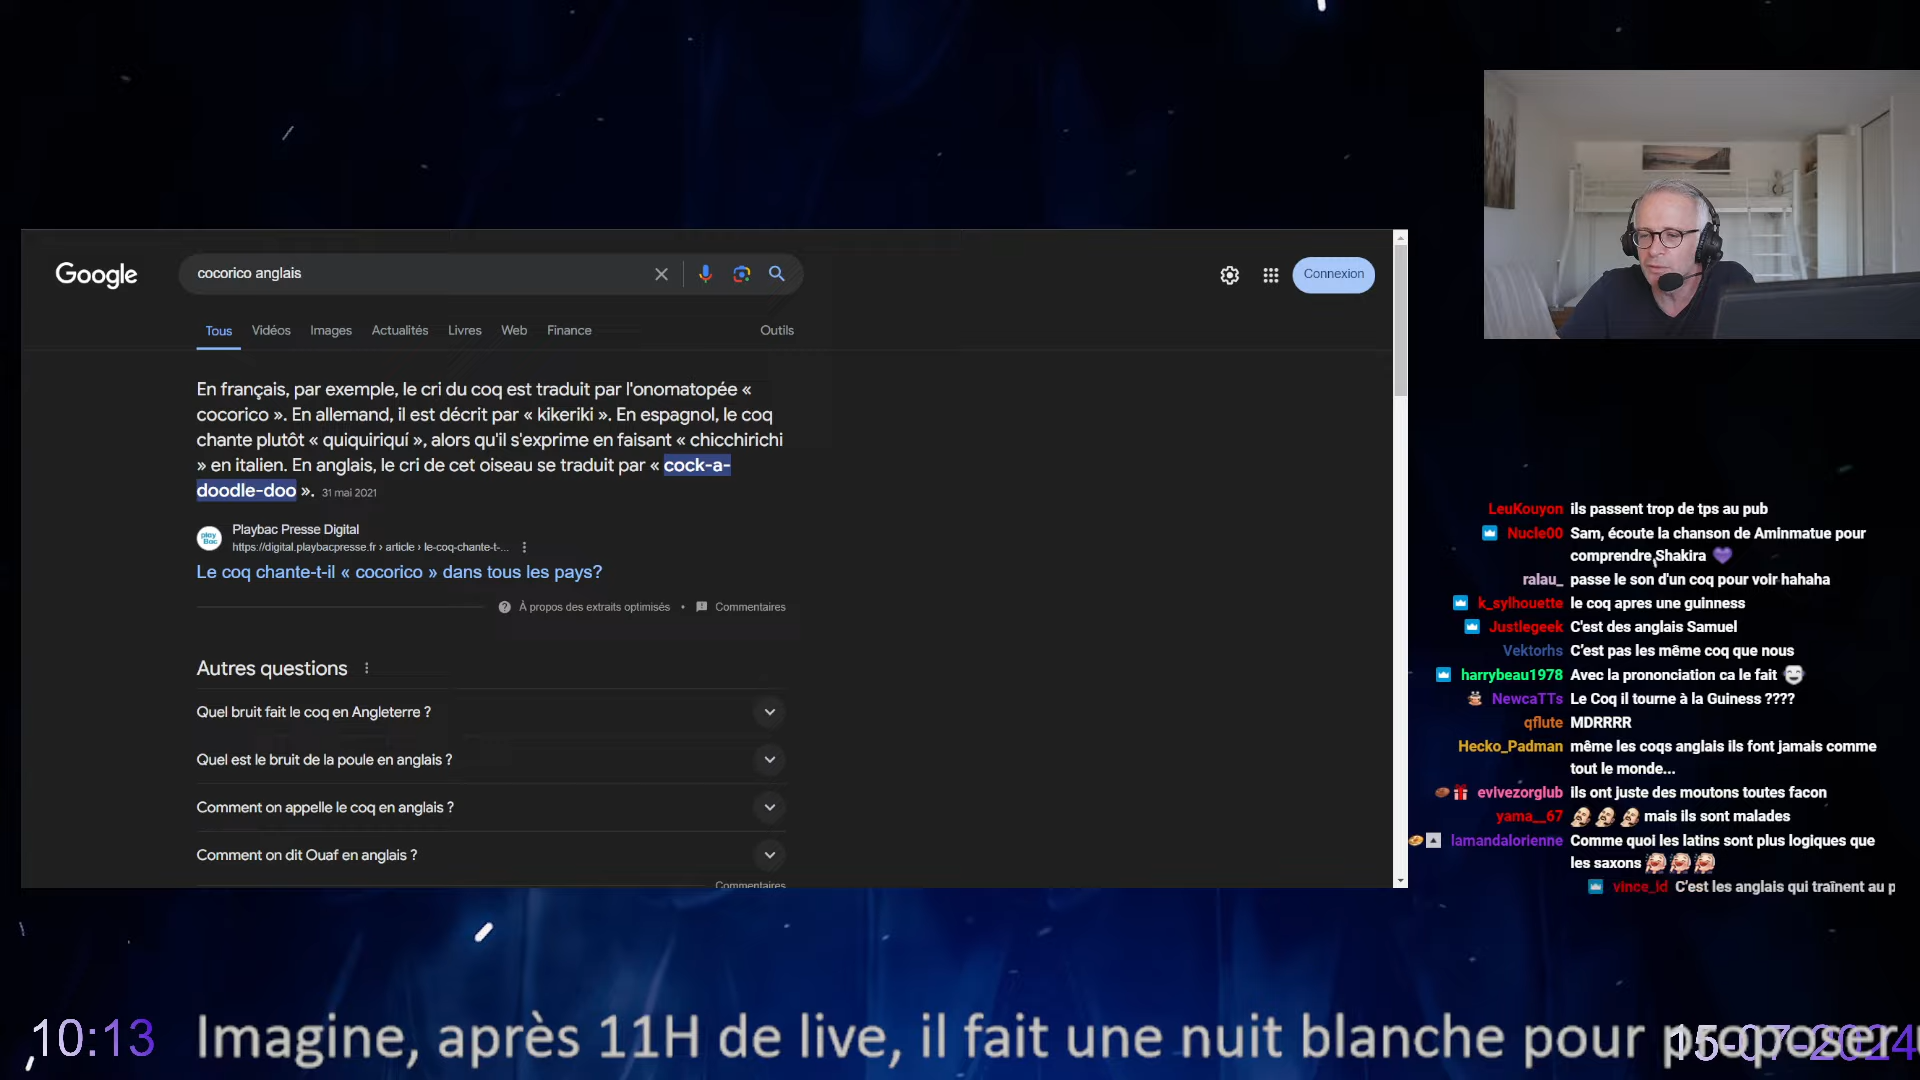 Google
cocorico anglais
Connexion
Tous Vidéos Images Actualités Livres Web Finance Outils
En français, par exemple, le cri du coq est traduit par l'onomatopée «
cocorico ». En allemand, il est décrit par « kikeriki ». En espagnol, le coq
chante plutôt « quiquiriquí », alors qu'il s'exprime en faisant « chicchirichi
» en italien. En anglais, le cri de cet oiseau se traduit par « cock-a-
doodle-doo ». 31 mai 2021
play Bac
Playbac Presse Digital
https://digital.playbacpresse.fr › article › le-coq-chante-t-...
Le coq chante-t-il « cocorico » dans tous les pays?
À propos des extraits optimisés • Commentaires
Autres questions
Quel bruit fait le coq en Angleterre ?
Quel est le bruit de la poule en anglais ?
Comment on appelle le coq en anglais ?
Comment on dit Ouaf en anglais ?
Commentaires
LeuKouyon ils passent trop de tps au pub
Nucle00 Sam, écoute la chanson de Aminmatue pour
comprendre Shakira
ralau_ passe le son d'un coq pour voir hahaha
k_sylhouette le coq apres une guinness
Justlegeek C'est des anglais Samuel
Vektorhs C'est pas les même coq que nous
harrybeau1978 Avec la prononciation ca le fait
NewcaTTs Le Coq il tourne à la Guiness ????
qflute MDRRRR
Hecko_Padman même les coqs anglais ils font jamais comme
tout le monde...
evivezorglub ils ont juste des moutons toutes facon
yama__67 mais ils sont malades
lamandalorienne Comme quoi les latins sont plus logiques que
les saxons
vince_id C'est les anglais qui traînent au p
10:13 Imagine, après 11H de live, il fait une nuit blanche pour proposer
15-07-2024